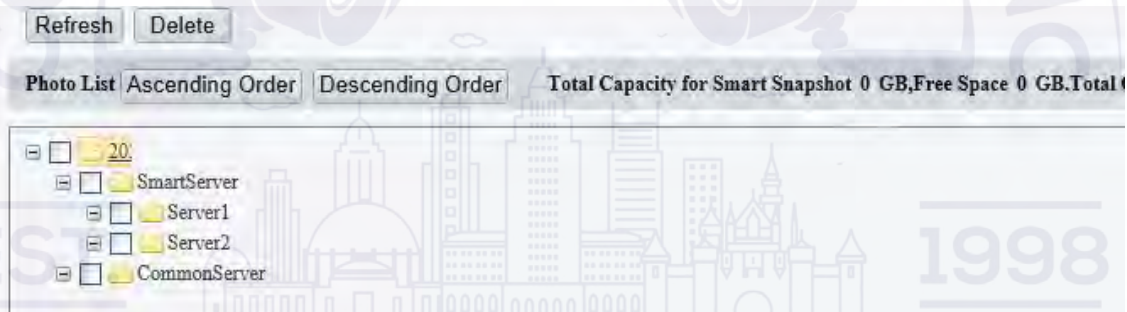 Refresh Delete
Photo List Ascending Order Descending Order Total Capacity for Smart Snapshot 0 GB,Free Space 0 GB.Total
20
SmartServer
Server1
Server2
CommonServer
1998